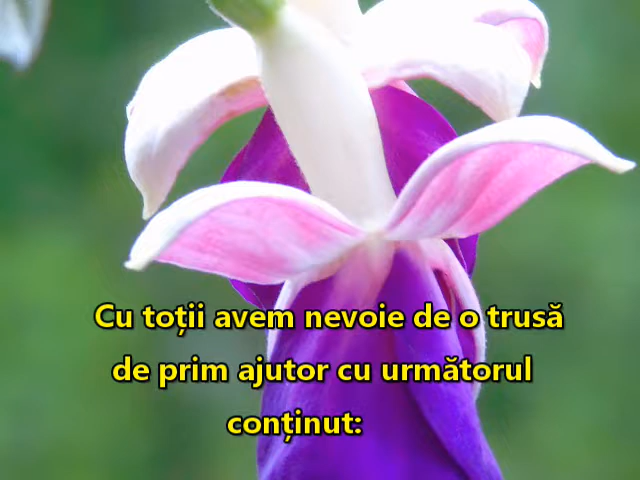 Cu toții avem nevoie de o trusă
de prim ajutor cu următorul
conținut: